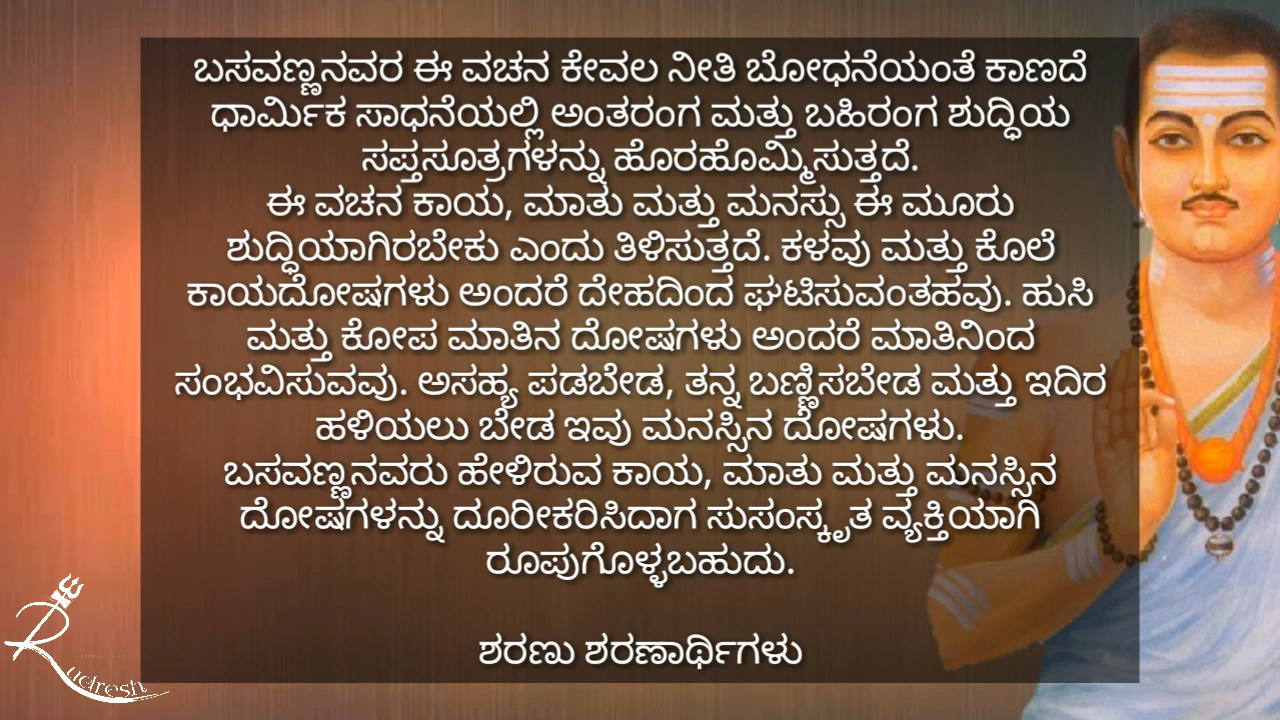 ಬಸವಣ್ಣನವರ ಈ ವಚನ ಕೇವಲ ನೀತಿ ಬೋಧನೆಯಂತೆ ಕಾಣದೆ
ಧಾರ್ಮಿಕ ಸಾಧನೆಯಲ್ಲಿ ಅಂತರಂಗ ಮತ್ತು ಬಹಿರಂಗ ಶುದ್ಧಿಯ
ಸಪ್ತಸೂತ್ರಗಳನ್ನು ಹೊರಹೊಮ್ಮಿಸುತ್ತದೆ.
ಈ ವಚನ ಕಾಯ, ಮಾತು ಮತ್ತು ಮನಸ್ಸು ಈ ಮೂರು
ಶುದ್ಧಿಯಾಗಿರಬೇಕು ಎಂದು ತಿಳಿಸುತ್ತದೆ. ಕಳವು ಮತ್ತು ಕೊಲೆ
ಕಾಯದೋಷಗಳು ಅಂದರೆ ದೇಹದಿಂದ ಘಟಿಸುವಂತಹವು. ಹುಸಿ
ಮತ್ತು ಕೋಪ ಮಾತಿನ ದೋಷಗಳು ಅಂದರೆ ಮಾತಿನಿಂದ
ಸಂಭವಿಸುವವು. ಅಸಹ್ಯ ಪಡಬೇಡ, ತನ್ನ ಬಣ್ಣಿಸಬೇಡ ಮತ್ತು ಇದಿರ
ಹಳಿಯಲು ಬೇಡ ಇವು ಮನಸ್ಸಿನ ದೋಷಗಳು.
ಬಸವಣ್ಣನವರು ಹೇಳಿರುವ ಕಾಯ, ಮಾತು ಮತ್ತು ಮನಸ್ಸಿನ
ದೋಷಗಳನ್ನು ದೂರೀಕರಿಸಿದಾಗ ಸುಸಂಸ್ಕೃತ ವ್ಯಕ್ತಿಯಾಗಿ
ರೂಪುಗೊಳ್ಳಬಹುದು.
ಶರಣು ಶರಣಾರ್ಥಿಗಳು
Rudresh